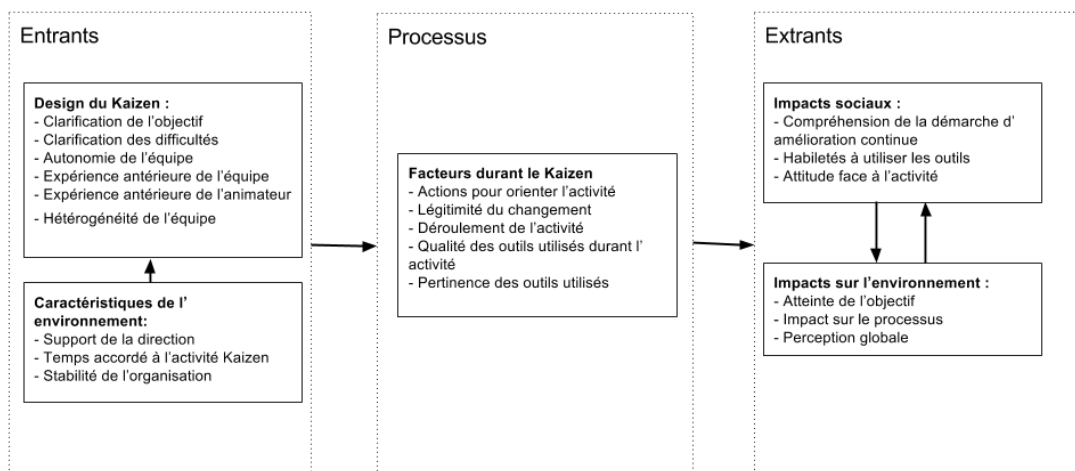 Entrants
Design du Kaizen :
- Clarification de l'objectif
- Clarification des difficultés
- Autonomie de l'équipe
- Expérience antérieure de l'équipe
- Expérience antérieure de l'animateur
- Hétérogénéité de l'équipe
Caractéristiques de l'
environnement:
- Support de la direction
- Temps accordé à l'activité Kaizen
- Stabilité de l'organisation
Processus
Facteurs durant le Kaizen
- Actions pour orienter l'activité
- Légitimité du changement
- Déroulement de l'activité
- Qualité des outils utilisés durant l'
activité
- Pertinence des outils utilisés
Extrants
Impacts sociaux :
- Compréhension de la démarche d'
amélioration continue
- Habiletés à utiliser les outils
- Attitude face à l'activité
Impacts sur l'environnement :
- Atteinte de l'objectif
- Impact sur le processus
- Perception globale